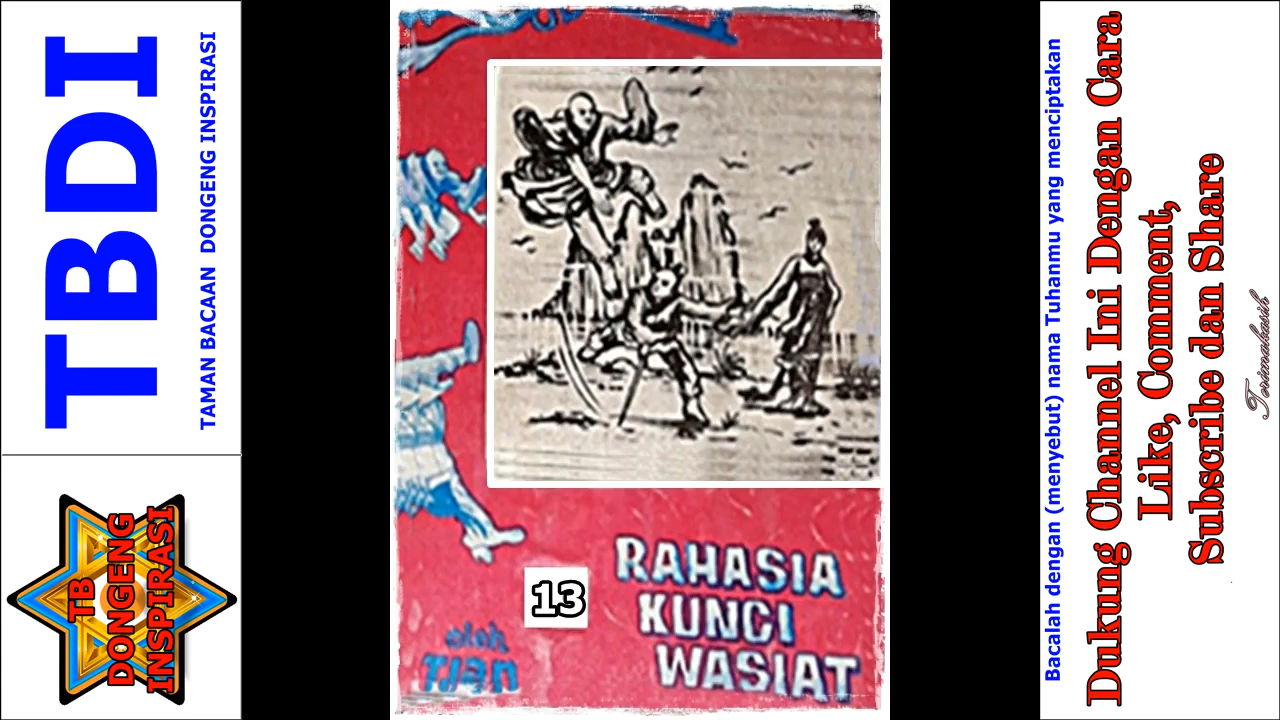 TBDI
TAMAN BACAAN DONGENG INSPIRASI
TB
DONGENG
INSPIRASI
13
RAHASIA
KUNCI
WASIAT
oleh
TJAN
Bacalah dengan (menyebut) nama Tuhanmu yang menciptakan
Dukung Channel Ini Dengan Cara
Like, Comment,
Subscribe dan Share
Terimakasih